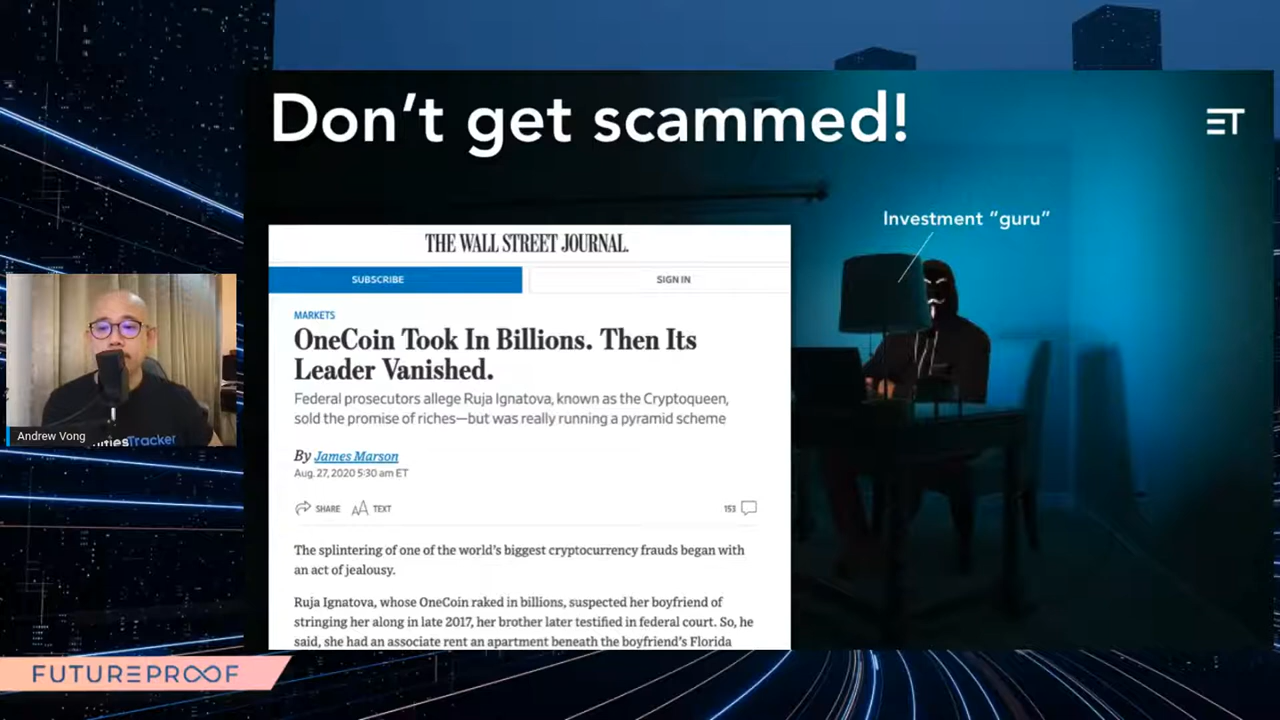 Don't get scammed!
ET
Investment “guru”
THE WALL STREET JOURNAL.
SUBSCRIBE
SIGN IN
MARKETS
OneCoin Took In Billions. Then Its
Leader Vanished.
Federal prosecutors allege Ruja Ignatova, known as the Cryptoqueen,
sold the promise of riches—but was really running a pyramid scheme
By James Marson
Aug. 27, 2020 5:30 am ET
SHARE
AA TEXT
153
The splintering of one of the world's biggest cryptocurrency frauds began with
an act of jealousy.
Ruja Ignatova, whose OneCoin raked in billions, suspected her boyfriend of
stringing her along in late 2017, her brother later testified in federal court. So, he
said, she had an associate rent an apartment beneath the boyfriend's Florida
Andrew Vong
Tracker
FUTUREPROOF